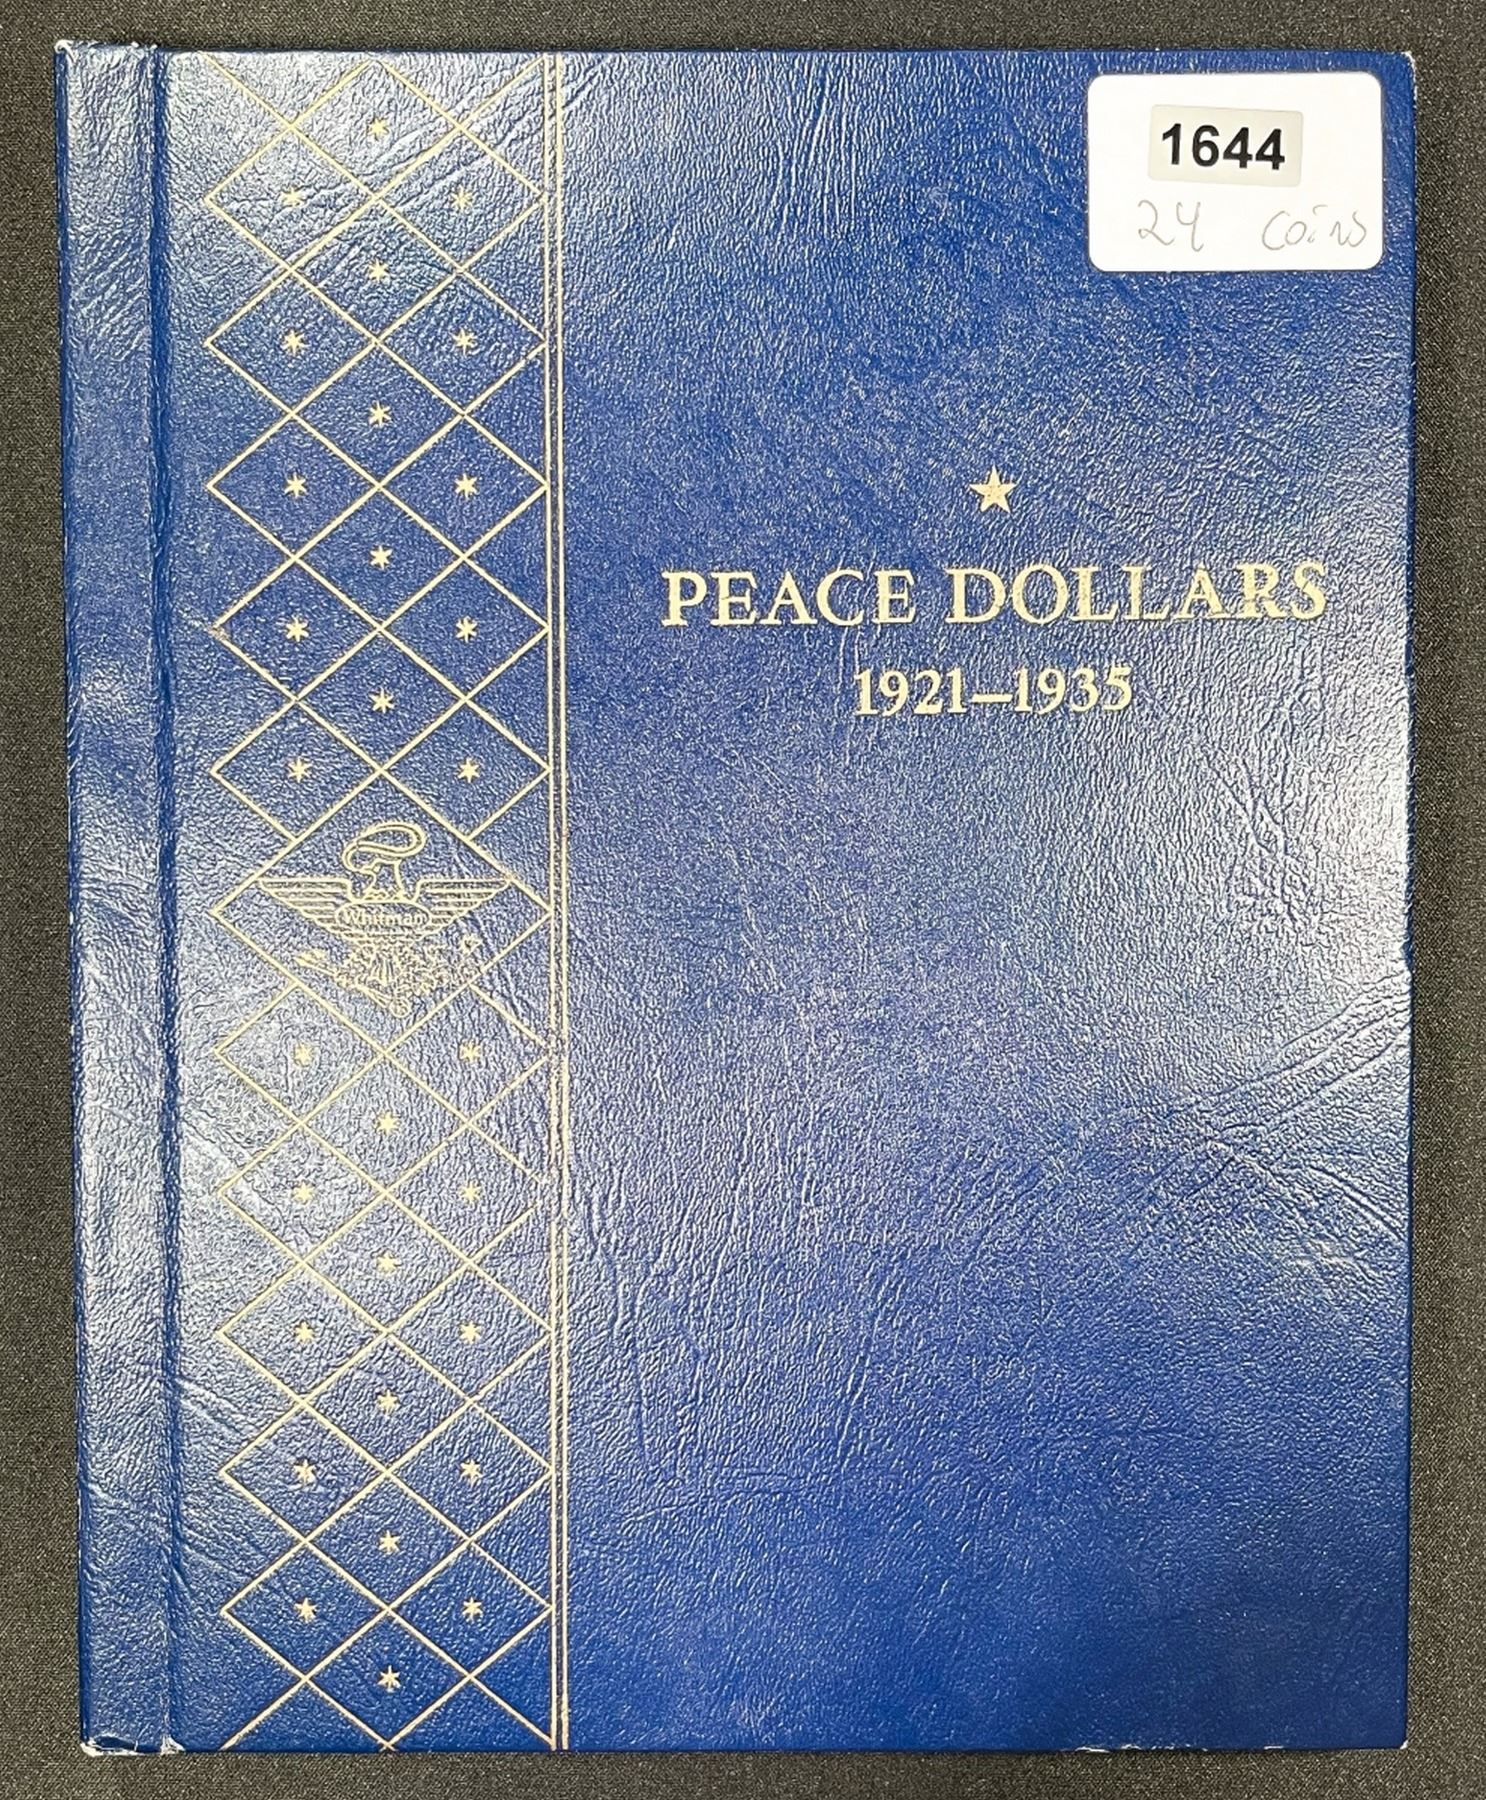 1644
24 coins
PEACE DOLLARS
1921–1935
Whitman